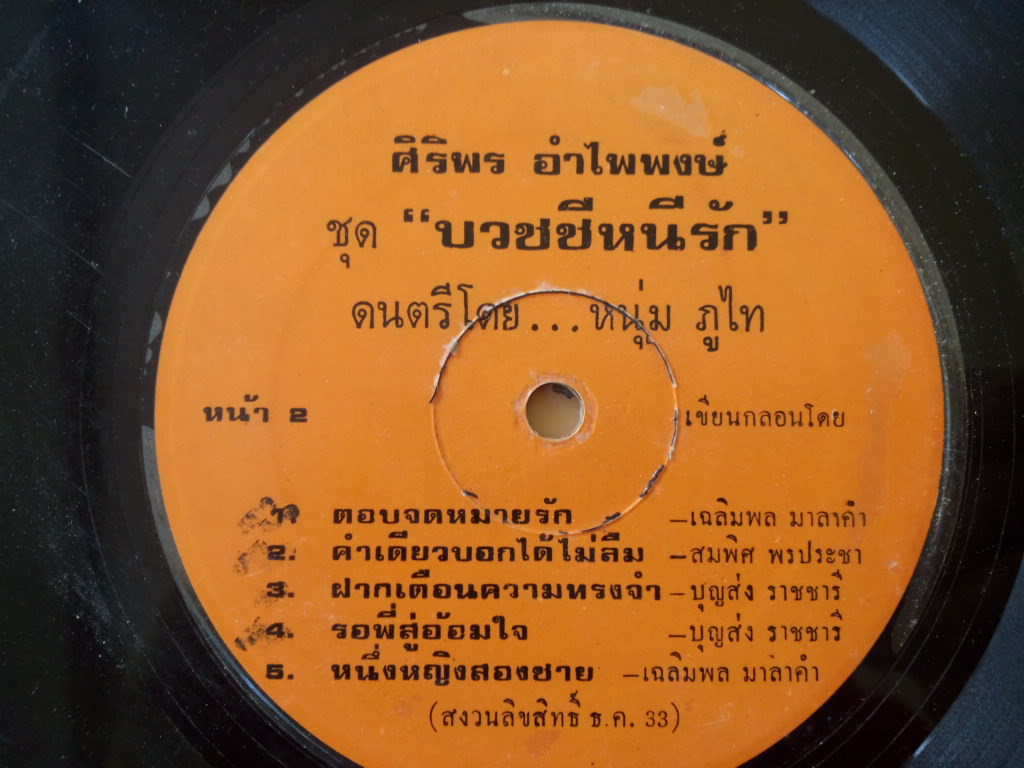 ศิริพร อำไพพงษ์
ชุด “บวชชีหนีรัก”
ดนตรีโดย...หนุ่ม ภูไท
หน้า 2 เขียนกลอนโดย
1. ตอบจดหมายรัก –เฉลิมพล มาลาคำ
2. คำเดียวบอกได้ไม่ลืม –สมพิศ พรประชา
3. ฝากเตือนความทรงจำ –บุญส่ง ราชชารี
4. รอพี่สู่อ้อมใจ –บุญส่ง ราชชารี
5. หนึ่งหญิงสองชาย –เฉลิมพล มาลาคำ
(สงวนลิขสิทธิ์ ธ.ค. 33)